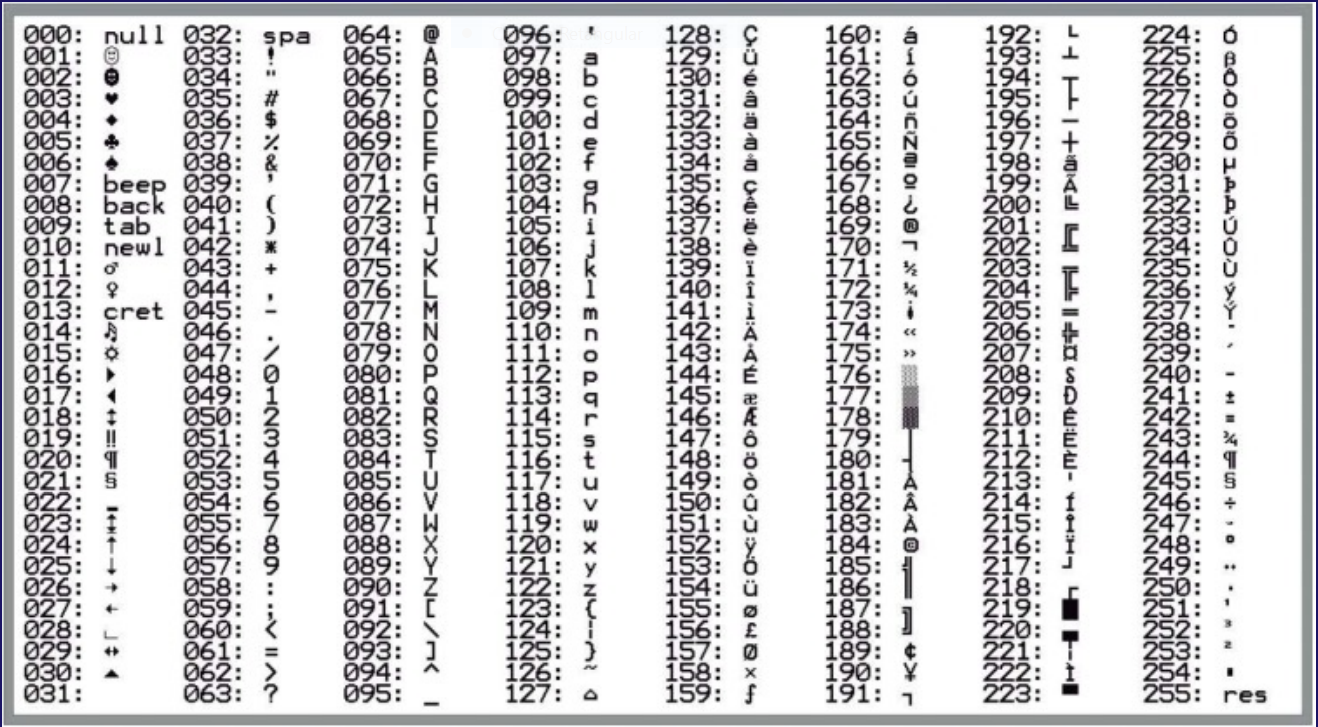 000: null 032: spa 064: @ 096: ' 128: Ç 160: á 192: └ 224: Ó
001: ☺ 033: ! 065: A 097: a 129: ü 161: í 193: ┴ 225: β
002: ☻ 034: " 066: B 098: b 130: é 162: ó 194: ┬ 226: Ô
003: ♥ 035: # 067: C 099: c 131: â 163: ú 195: ├ 227: Ò
004: ♦ 036: $ 068: D 100: d 132: ä 164: ñ 196: ─ 228: õ
005: ♣ 037: % 069: E 101: e 133: à 165: Ñ 197: ┼ 229: Õ
006: ♠ 038: & 070: F 102: f 134: å 166: ª 198: ã 230: µ
007: beep 039: ' 071: G 103: g 135: ç 167: º 199: Ã 231: þ
008: back 040: ( 072: H 104: h 136: ê 168: ¿ 200: ╚ 232: þ
009: tab 041: ) 073: I 105: i 137: ë 169: ® 201: ╔ 233: Ú
010: newl 042: * 074: J 106: j 138: è 170: ¬ 202: ╩ 234: Û
011: ♂ 043: + 075: K 107: k 139: ï 171: ½ 203: ╦ 235: Ù
012: ♀ 044: , 076: L 108: l 140: î 172: ¼ 204: ╠ 236: ý
013: cret 045: - 077: M 109: m 141: ì 173: ¡ 205: ═ 237: Ý
014: ♫ 046: . 078: N 110: n 142: Ä 174: « 206: ╬ 238: ¯
015: ☼ 047: / 079: O 111: o 143: Å 175: » 207: ¤ 239: ´
016: ► 048: 0 080: P 112: p 144: É 176: ░ 208: ð 240: -
017: ◄ 049: 1 081: Q 113: q 145: æ 177: ▒ 209: Đ 241: ±
018: ↕ 050: 2 082: R 114: r 146: Æ 178: ▓ 210: Ê 242: =
019: ‼ 051: 3 083: S 115: s 147: ô 179: │ 211: Ë 243: ¾
020: ¶ 052: 4 084: T 116: t 148: ö 180: ┤ 212: È 244: ¶
021: § 053: 5 085: U 117: u 149: ò 181: Á 213: ' 245: §
022: ▬ 054: 6 086: V 118: v 150: û 182: Â 214: Í 246: ÷
023: ↨ 055: 7 087: W 119: w 151: ù 183: À 215: Î 247: ¸
024: ↑ 056: 8 088: X 120: x 152: ÿ 184: © 216: Ï 248: °
025: ↓ 057: 9 089: Y 121: y 153: Ö 185: ╣ 217: ┘ 249: ¨
026: → 058: : 090: Z 122: z 154: ü 186: ║ 218: ┌ 250: ·
027: ← 059: ; 091: [ 123: { 155: ø 187: ╗ 219: █ 251: ¹
028: ∟ 060: < 092: \ 124: ¦ 156: £ 188: ╝ 220: ▄ 252: ³
029: ↔ 061: = 093: ] 125: } 157: Ø 189: ¢ 221: ¦ 253: ²
030: ▲ 062: > 094: ^ 126: ~ 158: × 190: ¥ 222: Ì 254: ■
031: 063: ? 095: _ 127: ⌂ 159: ƒ 191: ┐ 223: ▀ 255: res